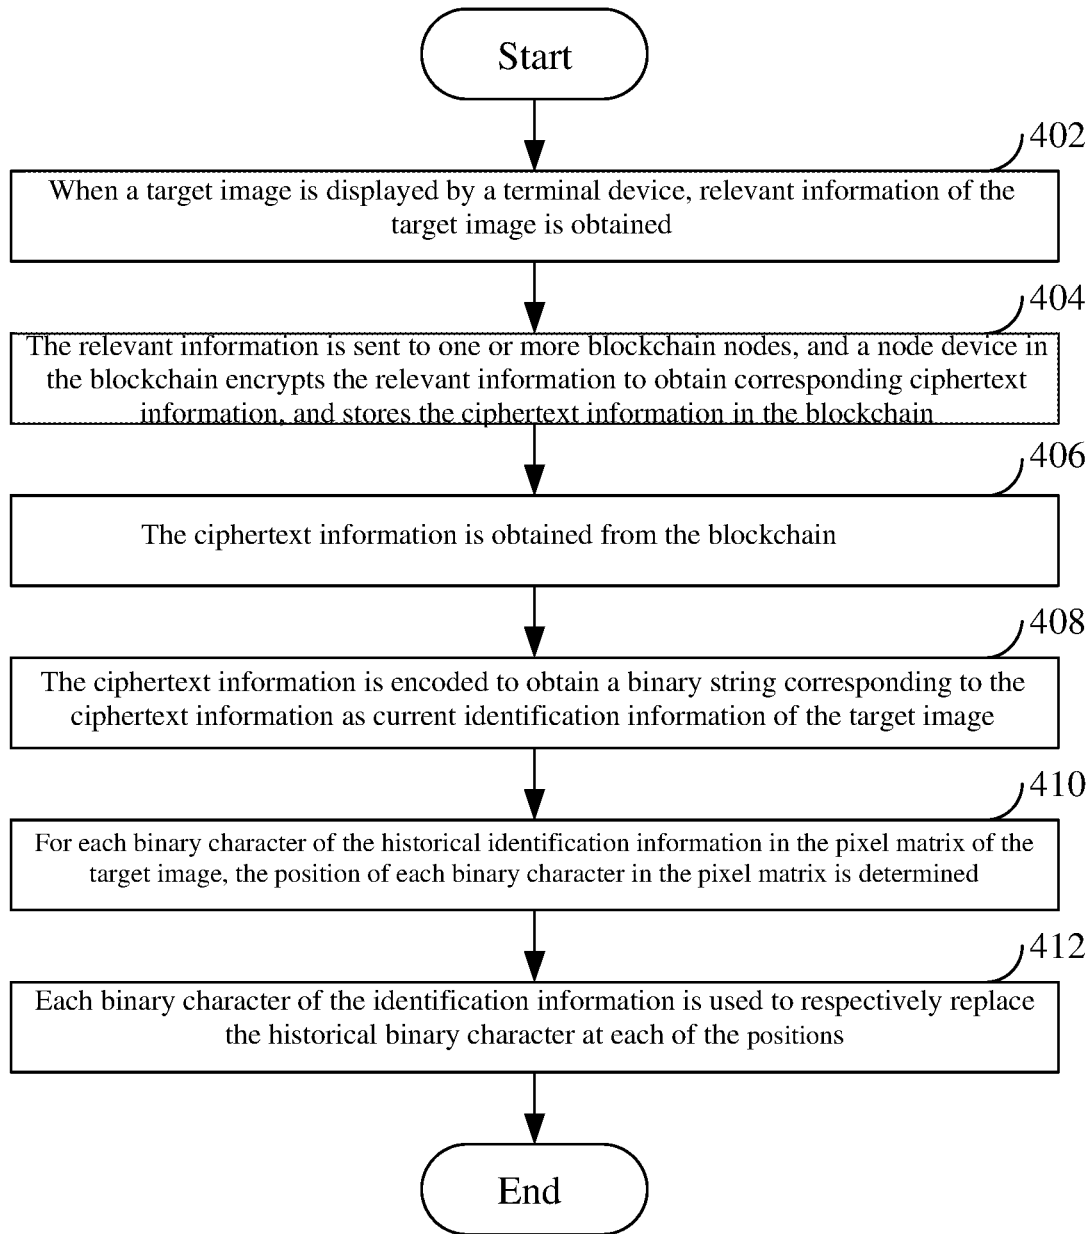 Start
402
When a target image is displayed by a terminal device, relevant information of the
target image is obtained
404
The relevant information is sent to one or more blockchain nodes, and a node device in
the blockchain encrypts the relevant information to obtain corresponding ciphertext
information, and stores the ciphertext information in the blockchain
406
The ciphertext information is obtained from the blockchain
408
The ciphertext information is encoded to obtain a binary string corresponding to the
ciphertext information as current identification information of the target image
410
For each binary character of the historical identification information in the pixel matrix of the
target image, the position of each binary character in the pixel matrix is determined
412
Each binary character of the identification information is used to respectively replace
the historical binary character at each of the positions
End